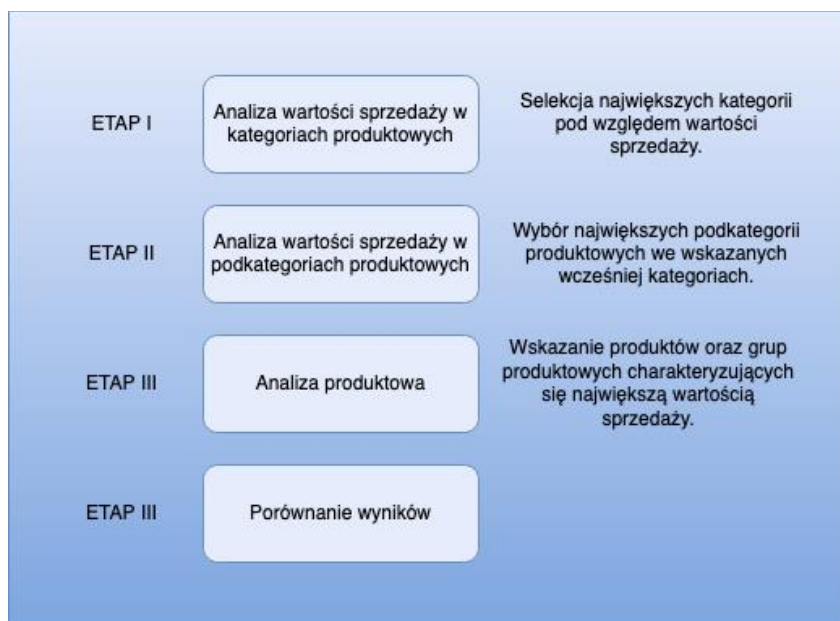 ETAP I
Analiza wartości sprzedaży w
kategoriach produktowych
Selekcja największych kategorii
pod względem wartości
sprzedaży.
ETAP II
Analiza wartości sprzedaży w
podkategoriach produktowych
Wybór największych podkategorii
produktowych we wskazanych
wcześniej kategoriach.
ETAP III
Analiza produktowa
Wskazanie produktów oraz grup
produktowych charakteryzujących
się największą wartością
sprzedaży.
ETAP III
Porównanie wyników